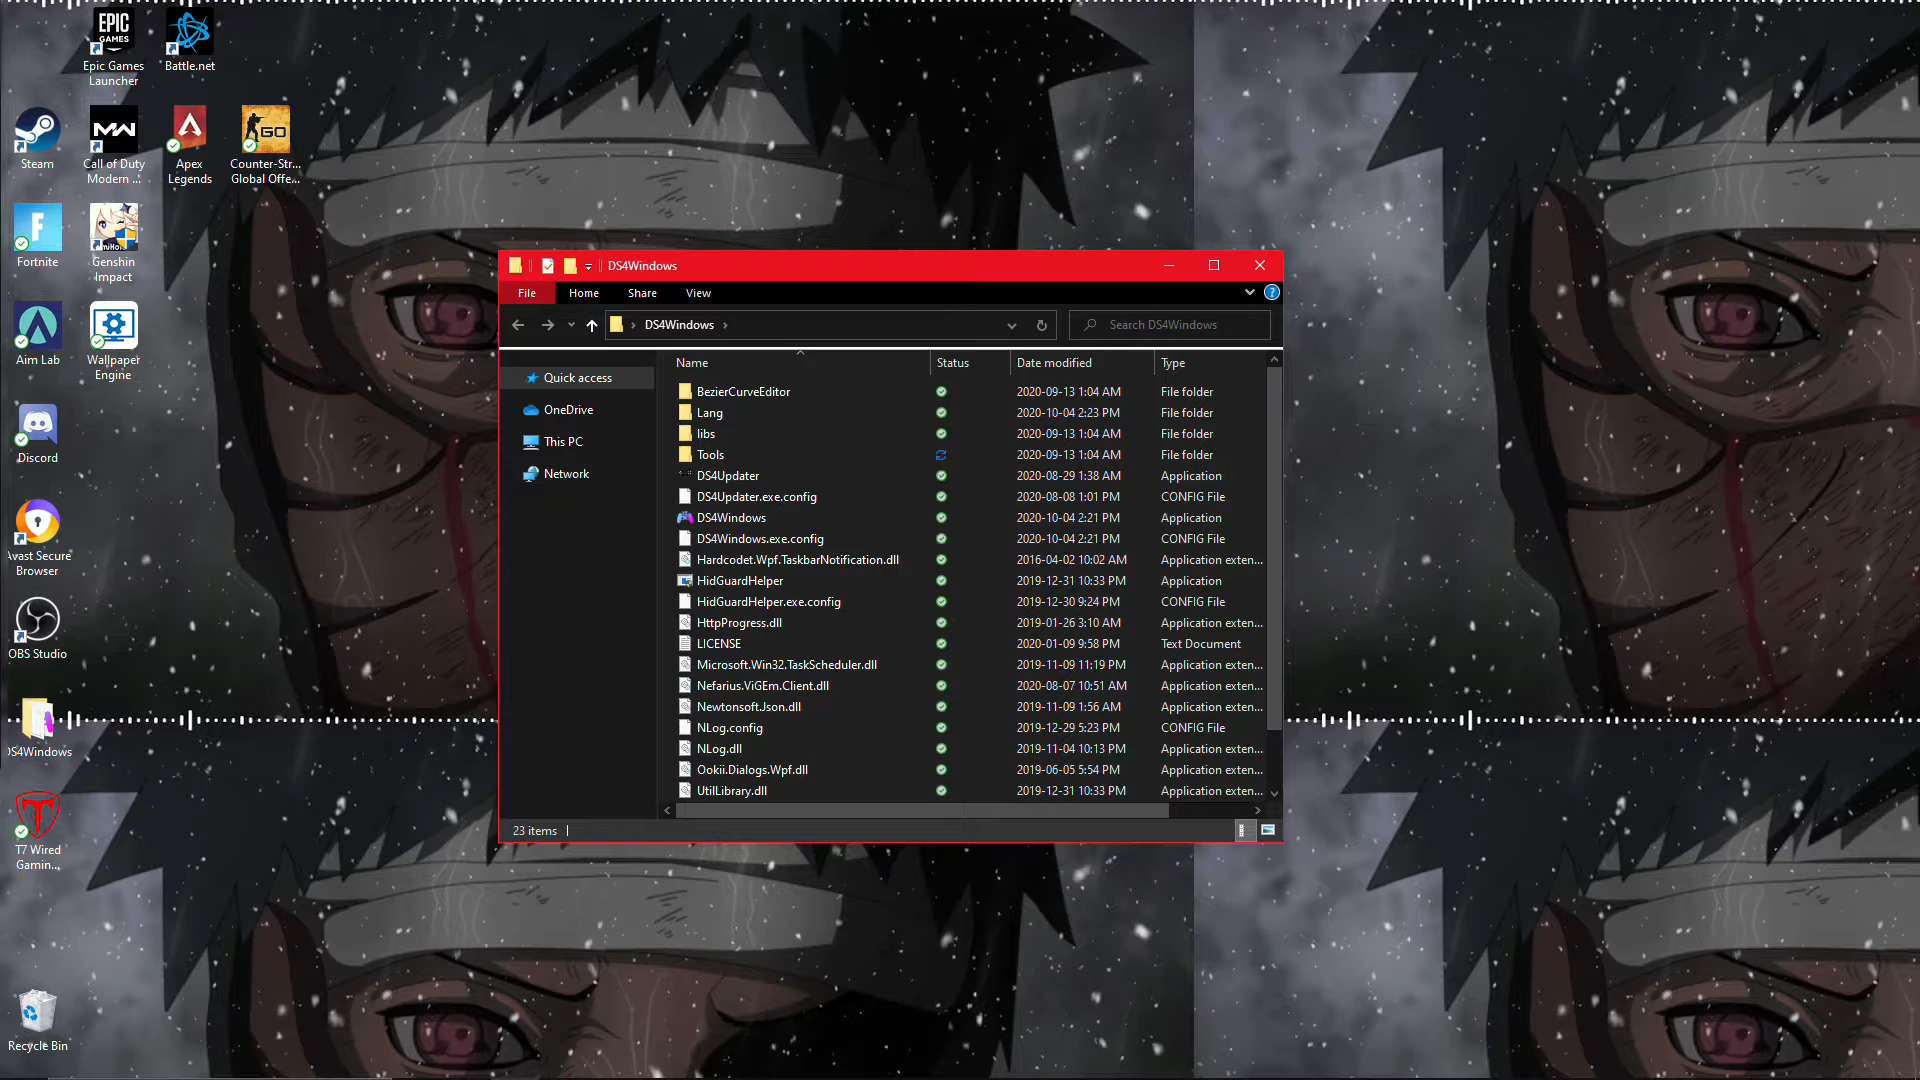 EPIC
GAMES
Epic Games
Launcher
Battle.net
Steam
MW
Call of Duty
Modern ...
Apex
Legends
GO
Counter-Str...
Global Offe...
F
Fortnite
Genshin
Impact
Aim Lab
Wallpaper
Engine
Discord
Avast Secure
Browser
OBS Studio
DS4Windows
T7 Wired
Gamin...
Recycle Bin
DS4Windows
File Home Share View
DS4Windows
Search DS4Windows
Quick access
OneDrive
This PC
Network
Name Status Date modified Type
BezierCurveEditor 2020-09-13 1:04 AM File folder
Lang 2020-10-04 2:23 PM File folder
libs 2020-09-13 1:04 AM File folder
Tools 2020-09-13 1:04 AM File folder
DS4Updater 2020-08-29 1:38 AM Application
DS4Updater.exe.config 2020-08-08 1:01 PM CONFIG File
DS4Windows 2020-10-04 2:21 PM Application
DS4Windows.exe.config 2020-10-04 2:21 PM CONFIG File
Hardcodet.Wpf.TaskbarNotification.dll 2016-04-02 10:02 AM Application exten...
HidGuardHelper 2019-12-31 10:33 PM Application
HidGuardHelper.exe.config 2019-12-30 9:24 PM CONFIG File
HttpProgress.dll 2019-01-26 3:10 AM Application exten...
LICENSE 2020-01-09 9:58 PM Text Document
Microsoft.Win32.TaskScheduler.dll 2019-11-09 11:19 PM Application exten...
Nefarius.ViGEm.Client.dll 2020-08-07 10:51 AM Application exten...
Newtonsoft.Json.dll 2019-11-09 1:56 AM Application exten...
NLog.config 2019-12-29 5:23 PM CONFIG File
NLog.dll 2019-11-04 10:13 PM Application exten...
Ookii.Dialogs.Wpf.dll 2019-06-05 5:54 PM Application exten...
UtilLibrary.dll 2019-12-31 10:33 PM Application exten...
23 items